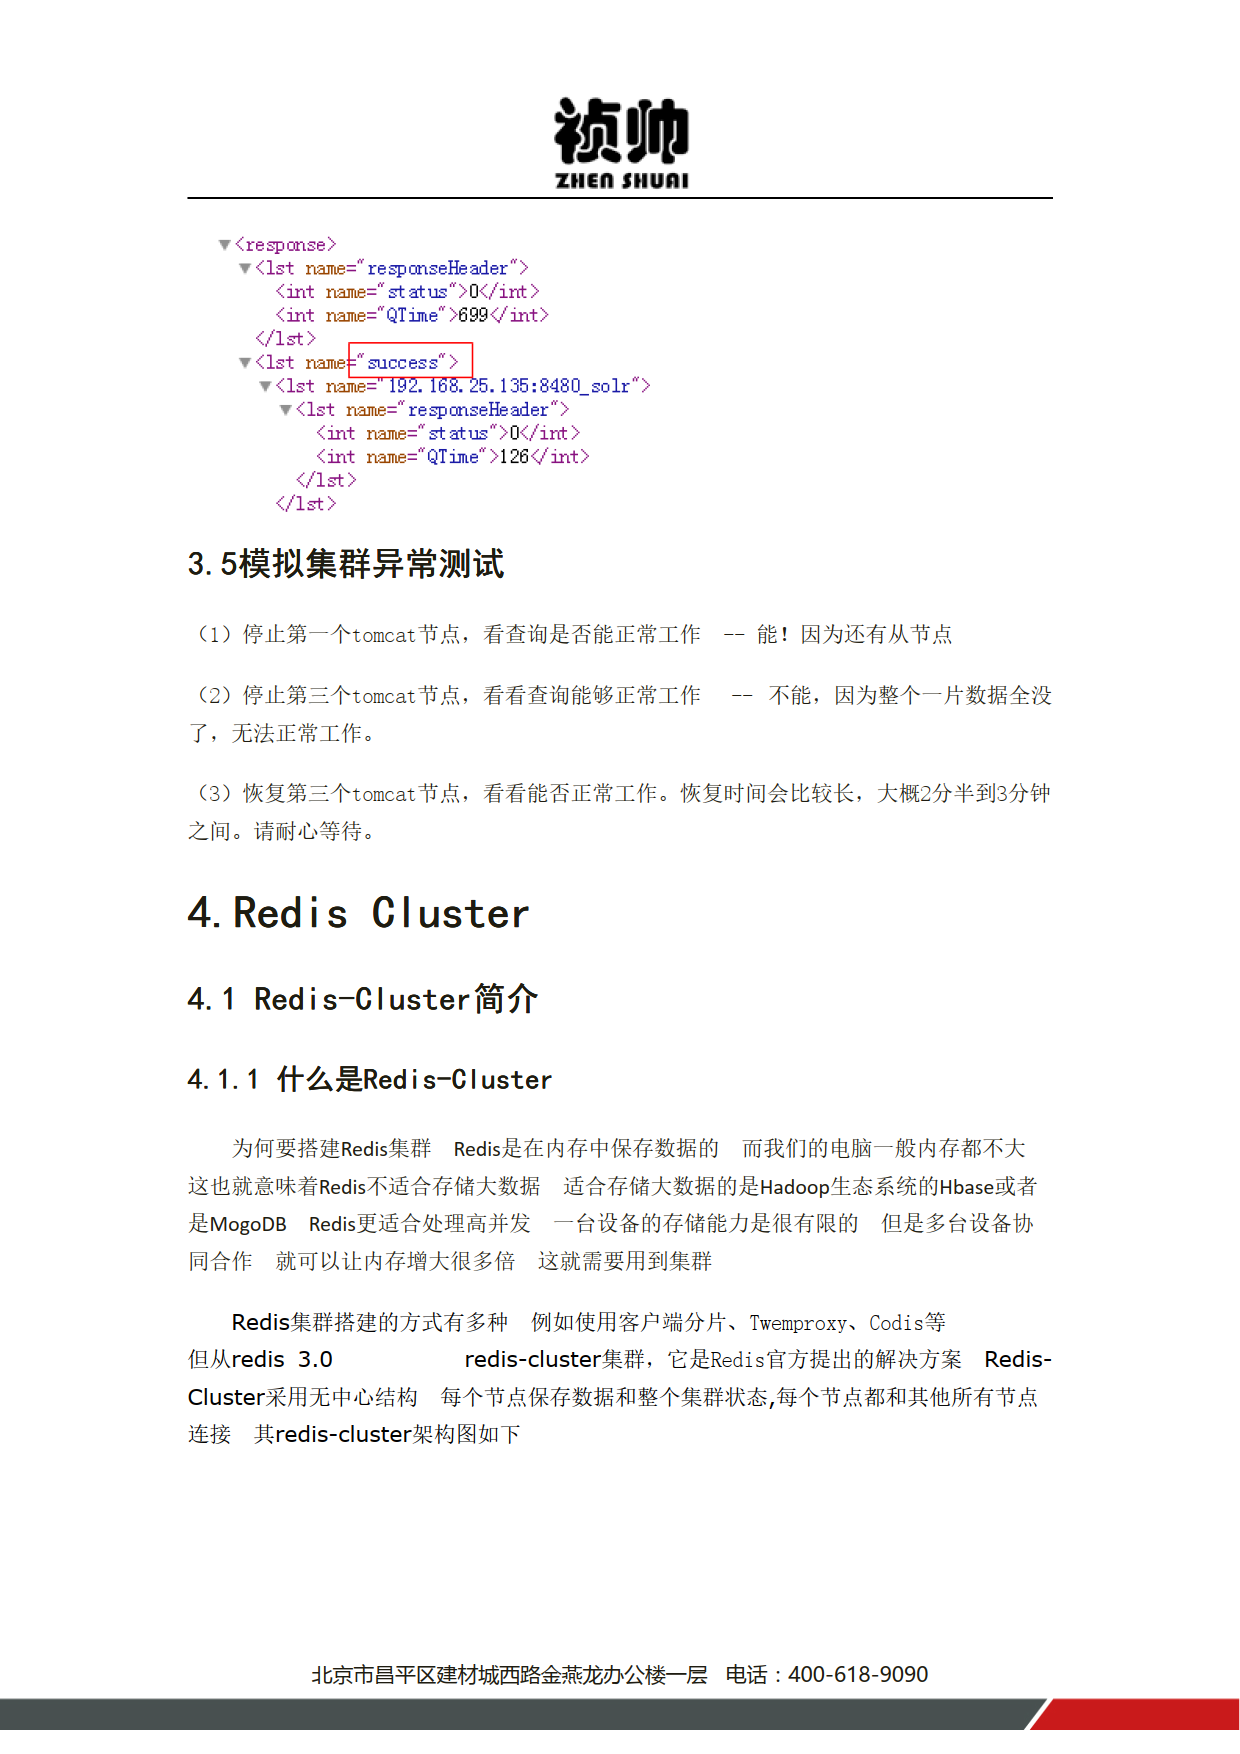 祯帅
ZHEN SHUAI
▼<response>
▼<lst name="responseHeader">
<int name="status">0</int>
<int name="QTime">699</int>
</lst>
▼<lst name="success">
▼<lst name="192.168.25.135:8480_solr">
▼<lst name="responseHeader">
<int name="status">0</int>
<int name="QTime">126</int>
</lst>
</lst>
3.5模拟集群异常测试
（1）停止第一个tomcat节点，看查询是否能正常工作 -- 能！因为还有从节点
（2）停止第三个tomcat节点，看看查询能够正常工作 -- 不能，因为整个一片数据全没
了，无法正常工作。
（3）恢复第三个tomcat节点，看看能否正常工作。恢复时间会比较长，大概2分半到3分钟
之间。请耐心等待。
4.Redis Cluster
4.1 Redis-Cluster简介
4.1.1 什么是Redis-Cluster
为何要搭建Redis集群 Redis是在内存中保存数据的 而我们的电脑一般内存都不大
这也就意味着Redis不适合存储大数据 适合存储大数据的是Hadoop生态系统的Hbase或者
是MogoDB Redis更适合处理高并发 一台设备的存储能力是很有限的 但是多台设备协
同合作 就可以让内存增大很多倍 这就需要用到集群
Redis集群搭建的方式有多种 例如使用客户端分片、Twemproxy、Codis等
但从redis 3.0 redis-cluster集群，它是Redis官方提出的解决方案 Redis-
Cluster采用无中心结构 每个节点保存数据和整个集群状态,每个节点都和其他所有节点
连接 其redis-cluster架构图如下
北京市昌平区建材城西路金燕龙办公楼一层 电话：400-618-9090